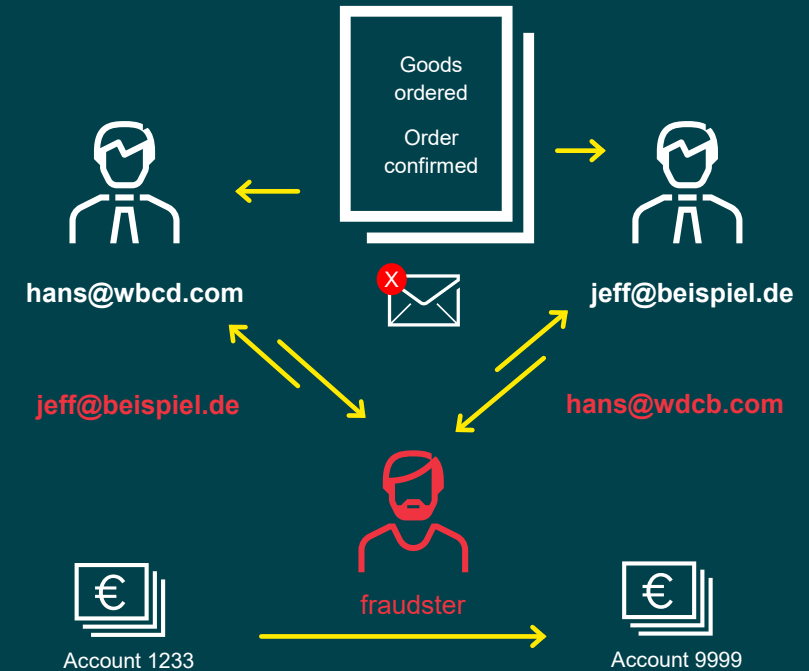 Goods
ordered
Order
confirmed
hans@wbcd.com
X
jeff@beispiel.de
jeff@beispiel.de
hans@wdcb.com
fraudster
€
€
Account 1233
Account 9999